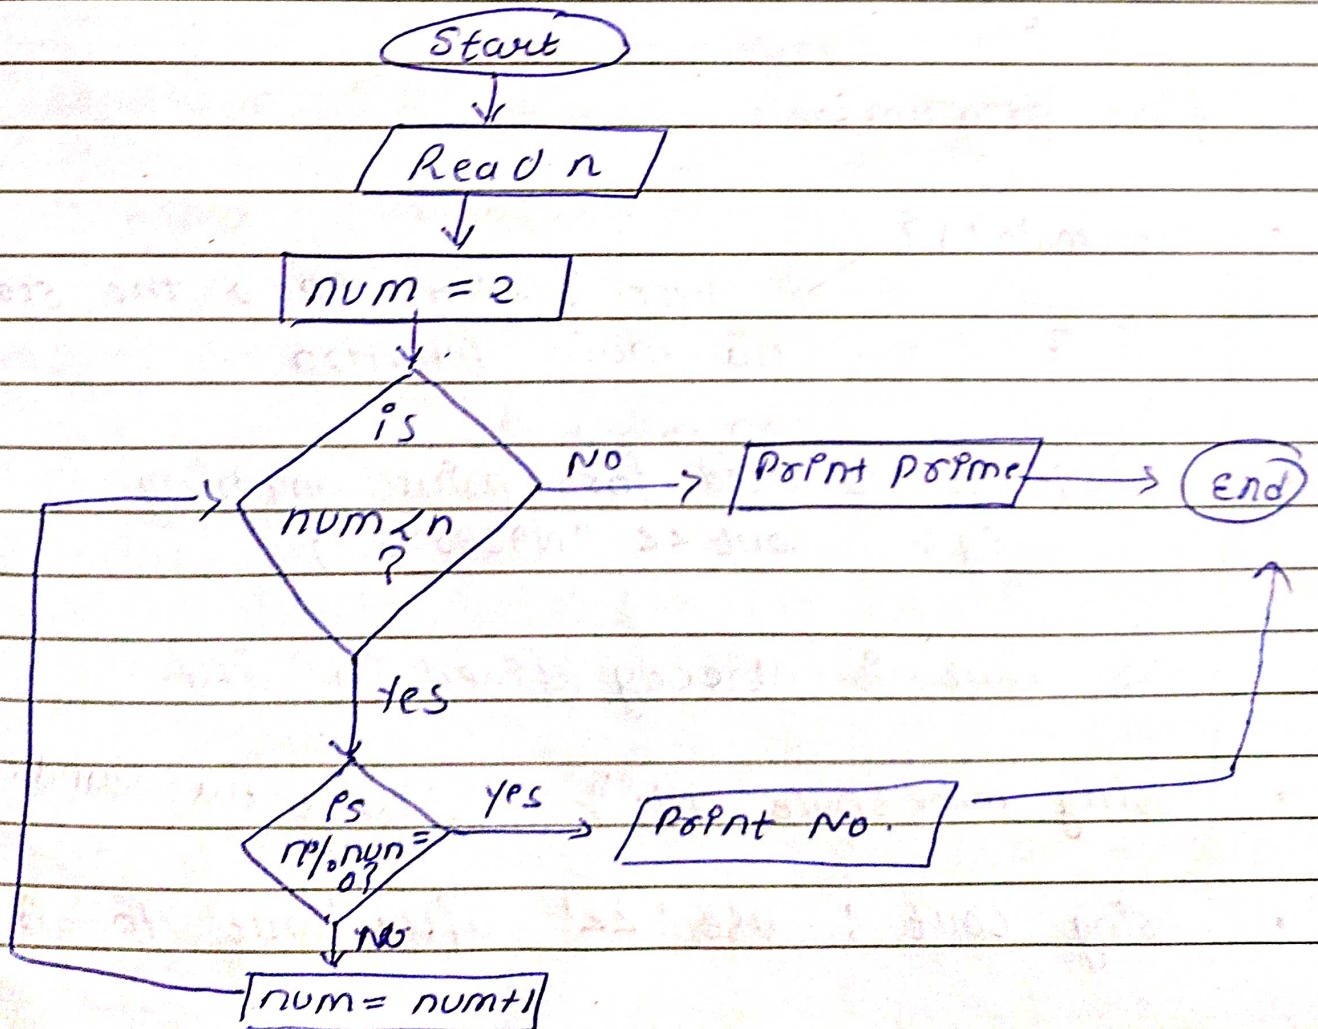 Start
Read n
num = 2
is
num < n
?
NO
Print Prime
End
Yes
is
n%num =
0?
Yes
Print No.
No
num = num+1